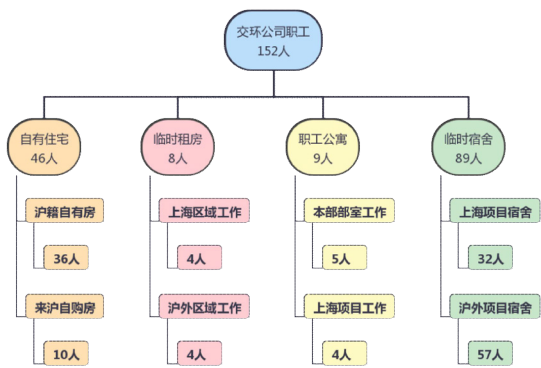 交环公司职工
152人
自有住宅
46人
临时租房
8人
职工公寓
9人
临时宿舍
89人
沪籍自有房
36人
来沪自购房
10人
上海区域工作
4人
沪外区域工作
4人
本部部室工作
5人
上海项目工作
4人
上海项目宿舍
32人
沪外项目宿舍
57人